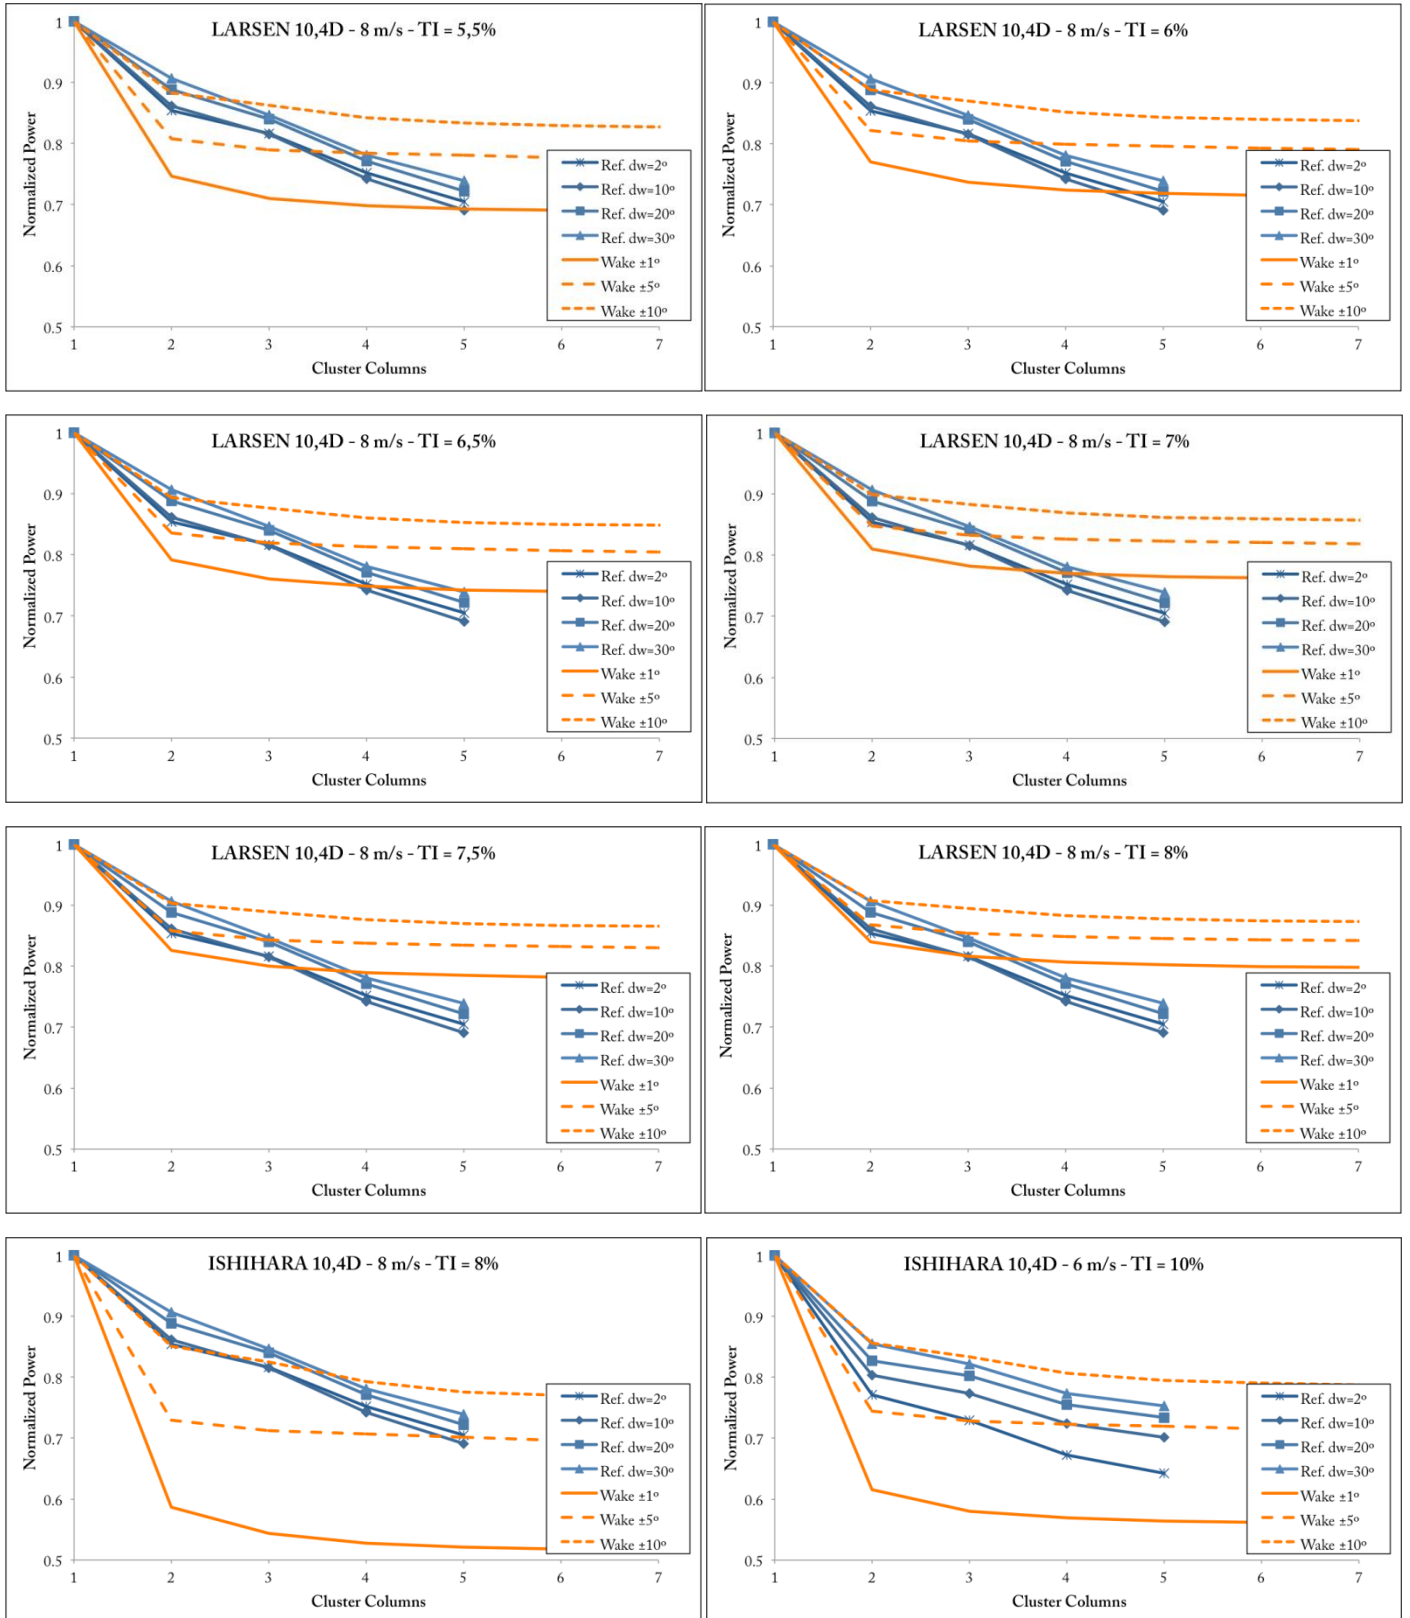 LARSEN 10,4D - 8 m/s - TI = 5,5%
Normalized Power
1
0.9
0.8
0.7
0.6
0.5
Ref. dw=2º
Ref. dw=10º
Ref. dw=20º
Ref. dw=30º
Wake ±1º
Wake ±5º
Wake ±10º
1 2 3 4 5 6 7
Cluster Columns
LARSEN 10,4D - 8 m/s - TI = 6%
Normalized Power
1
0.9
0.8
0.7
0.6
0.5
Ref. dw=2º
Ref. dw=10º
Ref. dw=20º
Ref. dw=30º
Wake ±1º
Wake ±5º
Wake ±10º
1 2 3 4 5 6 7
Cluster Columns
LARSEN 10,4D - 8 m/s - TI = 6,5%
Normalized Power
1
0.9
0.8
0.7
0.6
0.5
Ref. dw=2º
Ref. dw=10º
Ref. dw=20º
Ref. dw=30º
Wake ±1º
Wake ±5º
Wake ±10º
1 2 3 4 5 6 7
Cluster Columns
LARSEN 10,4D - 8 m/s - TI = 7%
Normalized Power
1
0.9
0.8
0.7
0.6
0.5
Ref. dw=2º
Ref. dw=10º
Ref. dw=20º
Ref. dw=30º
Wake ±1º
Wake ±5º
Wake ±10º
1 2 3 4 5 6 7
Cluster Columns
LARSEN 10,4D - 8 m/s - TI = 7,5%
Normalized Power
1
0.9
0.8
0.7
0.6
0.5
Ref. dw=2º
Ref. dw=10º
Ref. dw=20º
Ref. dw=30º
Wake ±1º
Wake ±5º
Wake ±10º
1 2 3 4 5 6 7
Cluster Columns
LARSEN 10,4D - 8 m/s - TI = 8%
Normalized Power
1
0.9
0.8
0.7
0.6
0.5
Ref. dw=2º
Ref. dw=10º
Ref. dw=20º
Ref. dw=30º
Wake ±1º
Wake ±5º
Wake ±10º
1 2 3 4 5 6 7
Cluster Columns
ISHIHARA 10,4D - 8 m/s - TI = 8%
Normalized Power
1
0.9
0.8
0.7
0.6
0.5
Ref. dw=2º
Ref. dw=10º
Ref. dw=20º
Ref. dw=30º
Wake ±1º
Wake ±5º
Wake ±10º
1 2 3 4 5 6 7
Cluster Columns
ISHIHARA 10,4D - 6 m/s - TI = 10%
Normalized Power
1
0.9
0.8
0.7
0.6
0.5
Ref. dw=2º
Ref. dw=10º
Ref. dw=20º
Ref. dw=30º
Wake ±1º
Wake ±5º
Wake ±10º
1 2 3 4 5 6 7
Cluster Columns